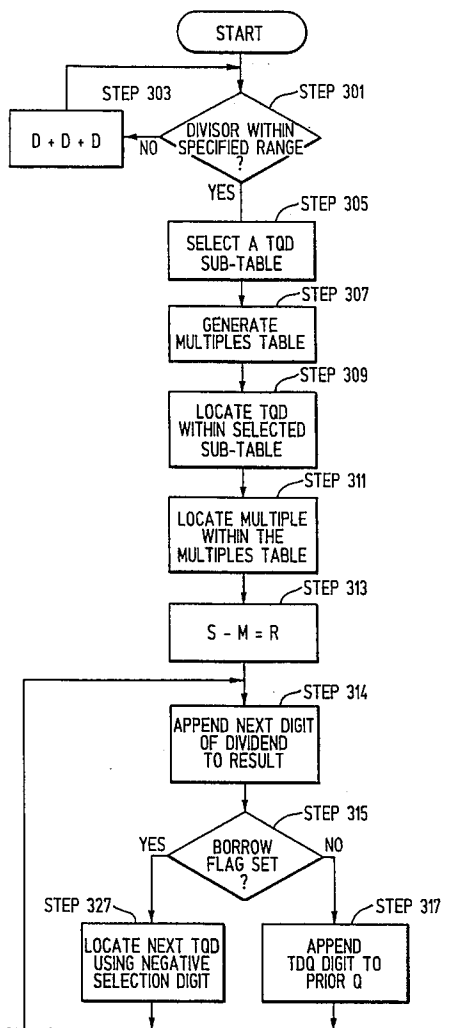 START
STEP 303
STEP 301
D + D + D
NO
DIVISOR WITHIN
SPECIFIED RANGE
?
YES
STEP 305
SELECT A TQD
SUB-TABLE
STEP 307
GENERATE
MULTIPLES TABLE
STEP 309
LOCATE TQD
WITHIN SELECTED
SUB-TABLE
STEP 311
LOCATE MULTIPLE
WITHIN THE
MULTIPLES TABLE
STEP 313
S - M = R
STEP 314
APPEND NEXT DIGIT
OF DIVIDEND
TO RESULT
STEP 315
YES
BORROW
FLAG SET
?
NO
STEP 327
LOCATE NEXT TQD
USING NEGATIVE
SELECTION DIGIT
STEP 317
APPEND
TDQ DIGIT TO
PRIOR Q